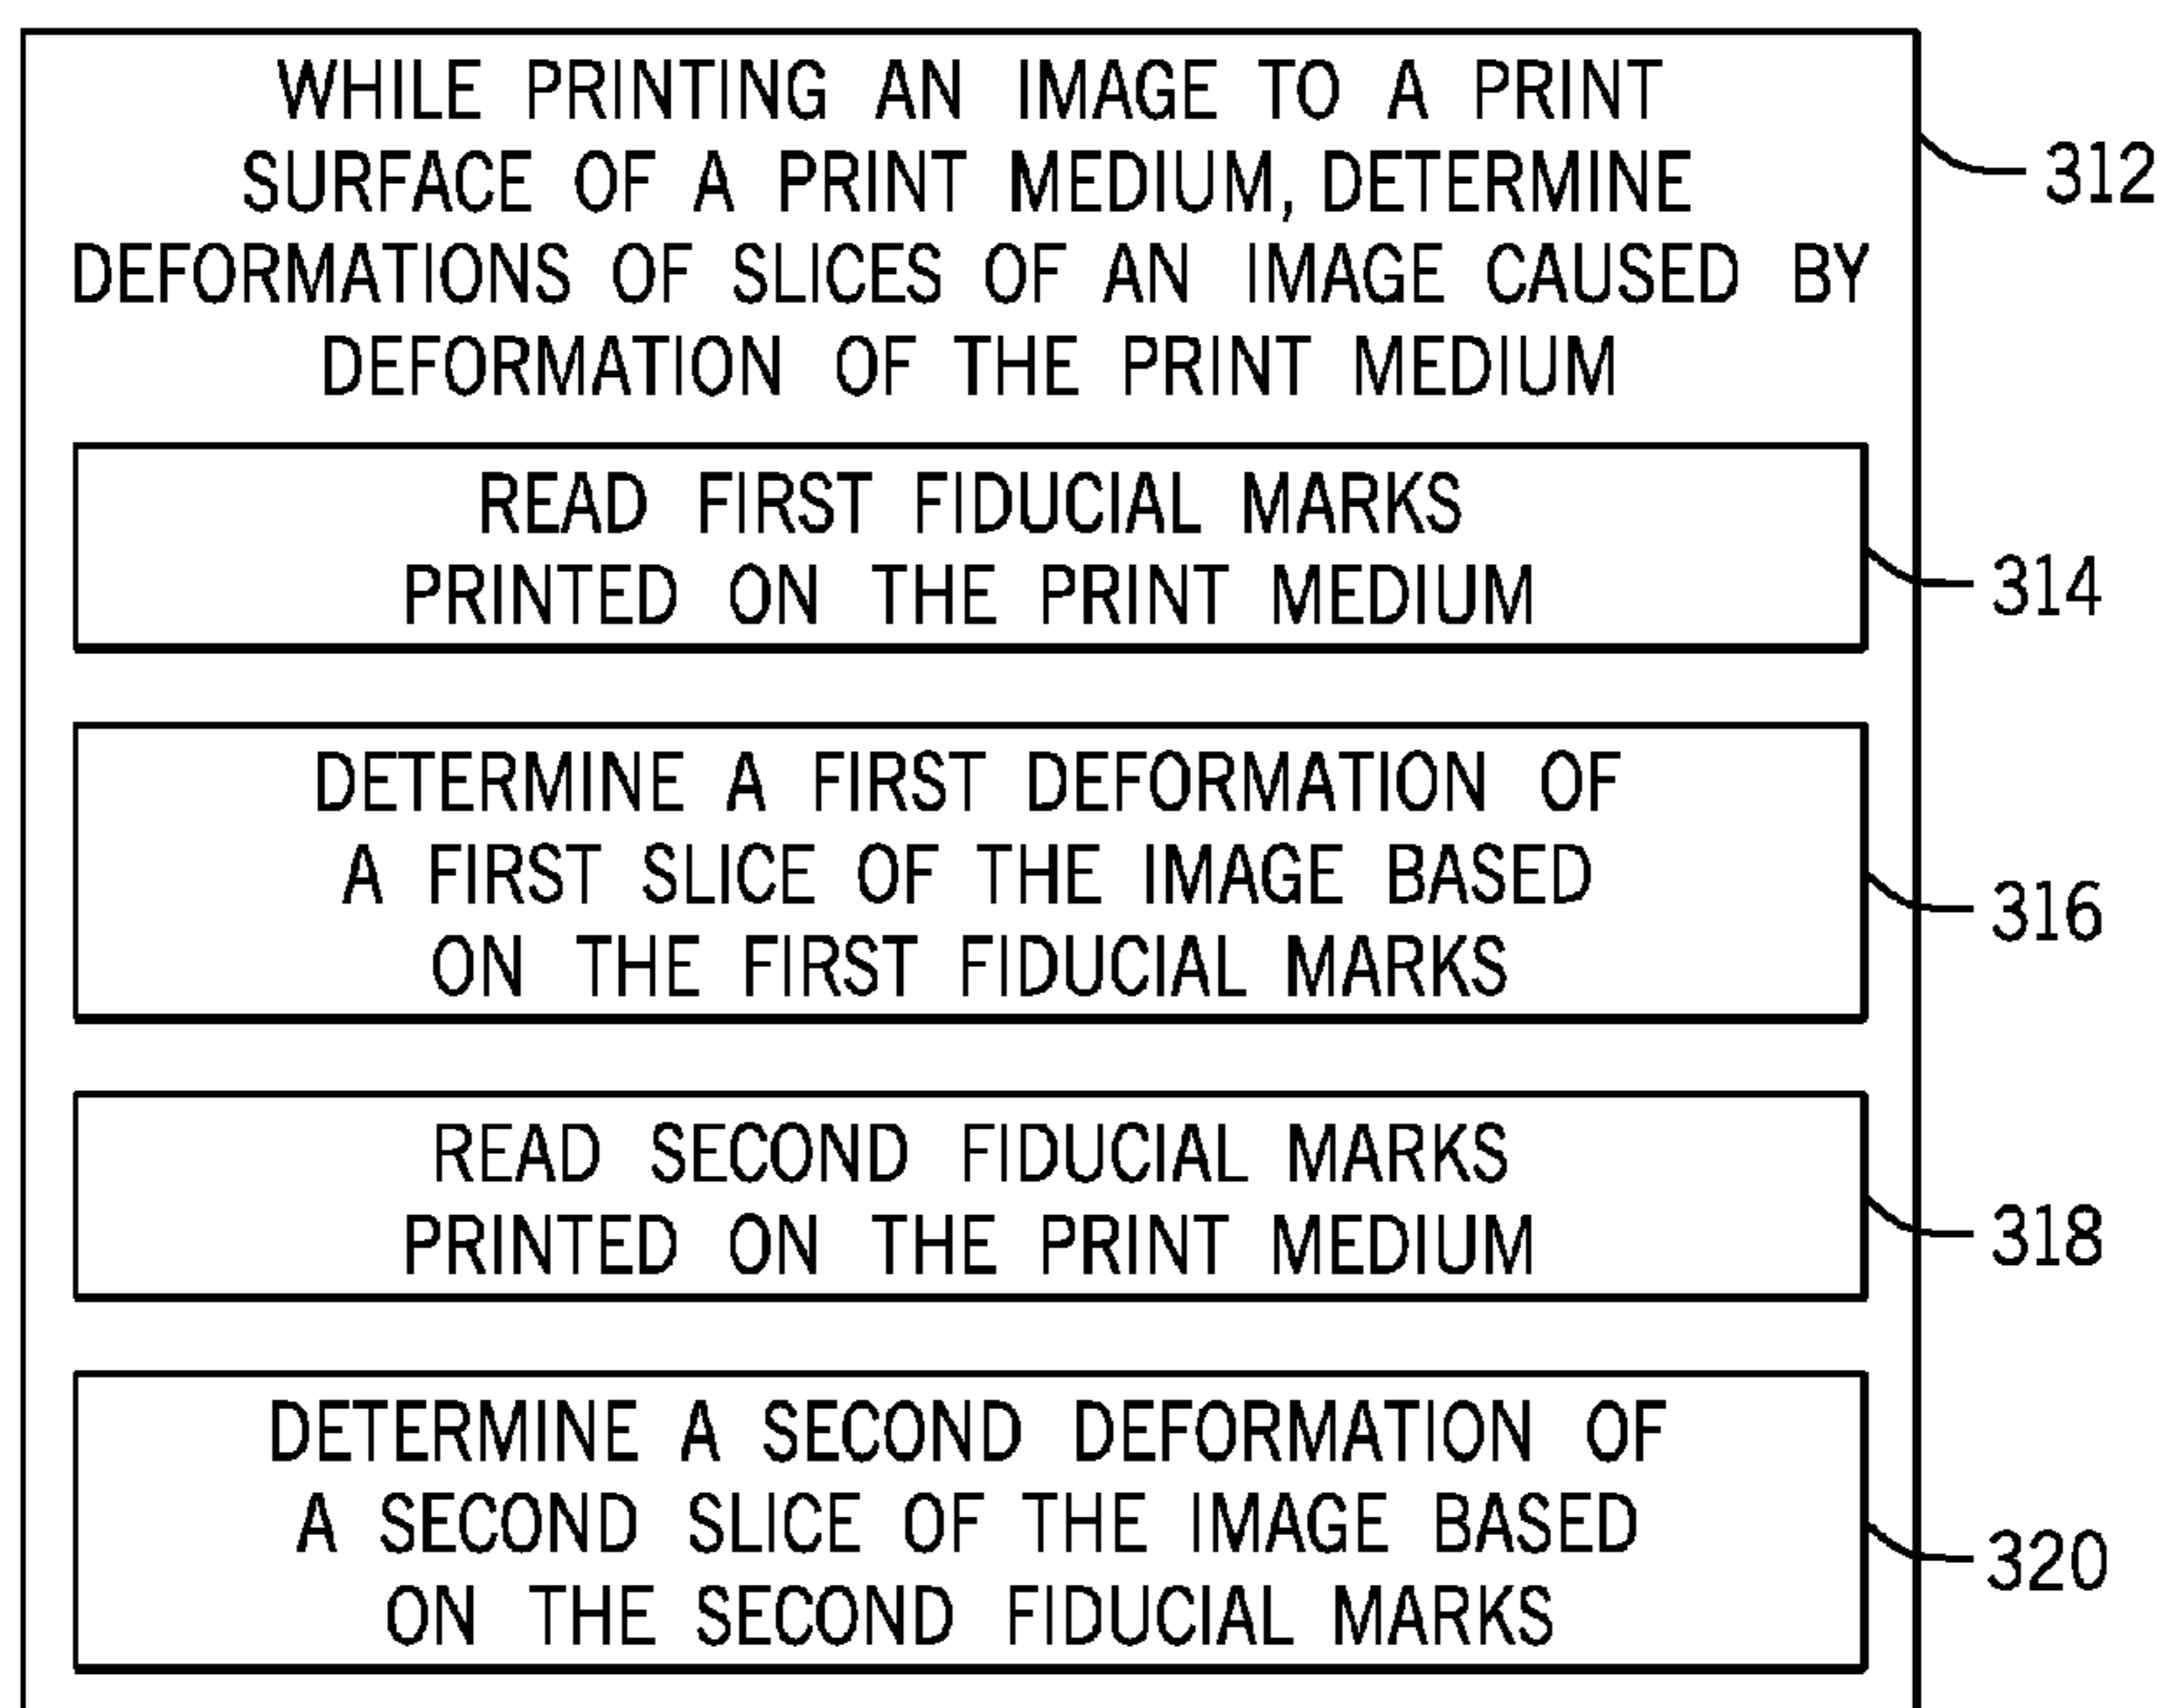 WHILE PRINTING AN IMAGE TO A PRINT
SURFACE OF A PRINT MEDIUM, DETERMINE
DEFORMATIONS OF SLICES OF AN IMAGE CAUSED BY
DEFORMATION OF THE PRINT MEDIUM
312
READ FIRST FIDUCIAL MARKS
PRINTED ON THE PRINT MEDIUM
314
DETERMINE A FIRST DEFORMATION OF
A FIRST SLICE OF THE IMAGE BASED
ON THE FIRST FIDUCIAL MARKS
316
READ SECOND FIDUCIAL MARKS
PRINTED ON THE PRINT MEDIUM
318
DETERMINE A SECOND DEFORMATION OF
A SECOND SLICE OF THE IMAGE BASED
ON THE SECOND FIDUCIAL MARKS
320